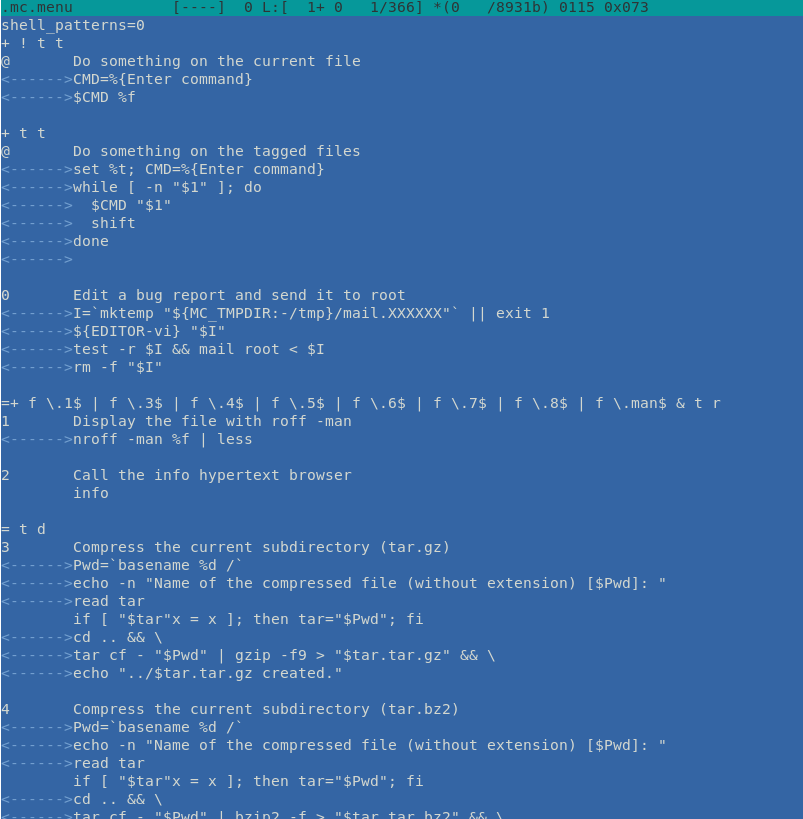 .mc.menu           [----]  0 L:[  1+ 0   1/366] *(0   /8931b) 0115 0x073
shell_patterns=0
+ ! t t
@       Do something on the current file
<------>CMD=%{Enter command}
<------>$CMD %f

+ t t
@       Do something on the tagged files
<------>set %t; CMD=%{Enter command}
<------>while [ -n "$1" ]; do
<------>  $CMD "$1"
<------>  shift
<------>done
<------>

0       Edit a bug report and send it to root
<------>I=`mktemp "${MC_TMPDIR:-/tmp}/mail.XXXXXX"` || exit 1
<------>${EDITOR-vi} "$I"
<------>test -r $I && mail root < $I
<------>rm -f "$I"

=+ f \.1$ | f \.3$ | f \.4$ | f \.5$ | f \.6$ | f \.7$ | f \.8$ | f \.man$ & t r
1       Display the file with roff -man
<------>nroff -man %f | less

2       Call the info hypertext browser
        info

= t d
3       Compress the current subdirectory (tar.gz)
<------>Pwd=`basename %d /`
<------>echo -n "Name of the compressed file (without extension) [$Pwd]: "
<------>read tar
        if [ "$tar"x = x ]; then tar="$Pwd"; fi
<------>cd .. && \
<------>tar cf - "$Pwd" | gzip -f9 > "$tar.tar.gz" && \
<------>echo "../$tar.tar.gz created."

4       Compress the current subdirectory (tar.bz2)
<------>Pwd=`basename %d /`
<------>echo -n "Name of the compressed file (without extension) [$Pwd]: "
<------>read tar
        if [ "$tar"x = x ]; then tar="$Pwd"; fi
<------>cd .. && \
<------>tar cf - "$Pwd" | bzip2 -f > "$tar.tar.bz2" && \